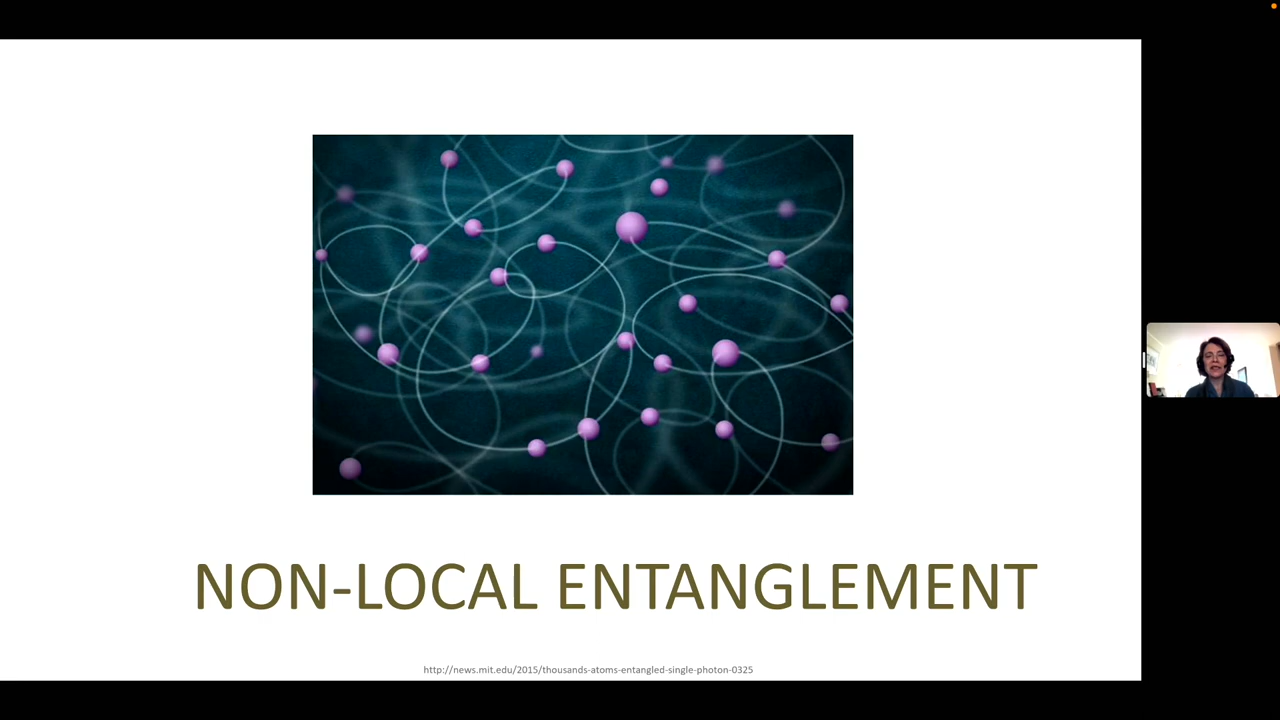 NON-LOCAL ENTANGLEMENT
http://news.mit.edu/2015/thousands-atoms-entangled-single-photon-0325